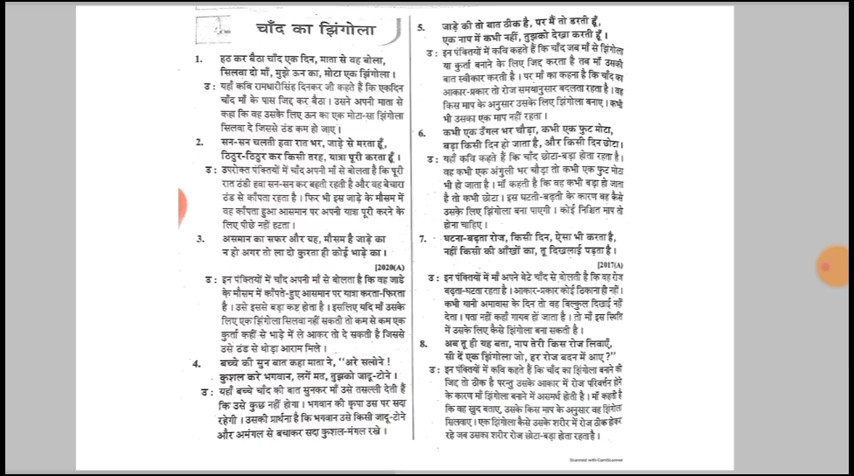 चाँद का झिंगोला
1. हठ कर बैठा चाँद एक दिन, माता से वह बोला,
सिलवा दो माँ, मुझे ऊन का, मोटा एक झिंगोला।
उ: यहाँ कवि रामधारीसिंह दिनकर जी कहते हैं कि एकदिन
चाँद माँ के पास जिद्द कर बैठा। उसने अपनी माता से
कहा कि वह उसके लिए ऊन का एक मोटा-सा झिंगोला
सिलवा दे जिससे ठंड कम हो जाए।
2. सन-सन चलती हवा रात भर, जाड़े से मरता हूँ,
ठिठुर-ठिठुर कर किसी तरह, यात्रा पूरी करता हूँ।
उ: उपरोक्त पंक्तियों में चाँद अपनी माँ से बोलता है कि पूरी
रात ठंडी हवा सन-सन कर बहती रहती है और वह बेचारा
ठंड से काँपता रहता है। फिर भी इस जाड़े के मौसम में
वह काँपता हुआ आसमान पर अपनी यात्रा पूरी करने के
लिए पीछे नहीं हटता।
3. असमान का सफर और यह, मौसम है जाड़े का
न हो अगर तो ला दो कुरता ही कोई भाड़े का।
[2020(A)
उ: इन पंक्तियों में चाँद अपनी माँ से बोलता है कि वह जाडे
के मौसम में काँपते-हुए आसमान पर यात्रा करता-फिरता
है। उसे इससे बड़ा कष्ट होता है। इसलिए यदि माँ उसके
लिए एक झिंगोला सिलवा नहीं सकती तो कम से कम एक
कुर्ता कहीं से भाड़े में ले आकर तो दे सकती है जिससे
उसे ठंड से थोड़ा आराम मिले।
4. बच्चे की सुन बात कहा माता ने, "अरे सलोने!
कुशल करे भगवान, लगें मत, तुझको जादू-टोने।
उ: यहाँ बच्चे चाँद की बात सुनकर माँ उसे तसल्ली देती हैं
कि उसे कुछ नहीं होगा। भगवान की कृपा उस पर सदा
रहेगी। उसकी प्रार्थना है कि भगवान उसे किसी जादू-टोने
और अमंगल से बचाकर सदा कुशल-मंगल रखे।
5. जाड़े की तो बात ठीक है, पर मैं तो डरती हूँ,
एक नाप में कभी नहीं, तुझको देखा करती हूँ।
उ: इन पंक्तियों में कवि कहते हैं कि चाँद जब माँ से झिंगोला
या कुर्ता बनाने के लिए जिद्द करता है तब माँ उसकी
बात स्वीकार करती है। पर माँ का कहना है कि चाँद का
आकार-प्रकार तो रोज समयानुसार बदलता रहता है। वह
किस माप के अनुसार उसके लिए झिंगोला बनाए। कभी
भी उसका एक माप नहीं रहता।
6. कभी एक उँगल भर चौड़ा, कभी एक फुट मोटा,
बड़ा किसी दिन हो जाता है, और किसी दिन छोटा।
उ: यहाँ कवि कहते हैं कि चाँद छोटा-बड़ा होता रहता है।
वह कभी एक अंगुली भर चौड़ा तो कभी एक फुट मोटा
भी हो जाता है। माँ कहती है कि वह कभी बड़ा हो जाता
है तो कभी छोटा। इस घटती-बढ़ती के कारण वह कैसे
उसके लिए झिंगोला बना पाएगी। कोई निश्चित माप तो
होना चाहिए।
7. घटना-बढ़ता रोज, किसी दिन, ऐसा भी करता है,
नहीं किसी की आँखों का, तू दिखलाई पड़ता है।
[2017(A)
उ: इन पंक्तियों में माँ अपने बेटे चाँद से बोलती है कि वह रोज
बढ़ता-घटता रहता है। आकार-प्रकार कोई ठिकाना ही नहीं।
कभी यानी अमावास के दिन तो वह बिल्कुल दिखाई नहीं
देता। पता नहीं कहाँ गायब हो जाता है। तो माँ इस स्थिति
में उसके लिए कैसे झिंगोला बना सकती है।
8. अब तू ही यह बता, नाप तेरी किस रोज लिवाएँ,
सी दें एक झिंगोला जो, हर रोज बदन में आए?"
उ: इन पंक्तियों में कवि कहते हैं कि चाँद का झिंगोला बनाने की
जिद्द तो ठीक है परन्तु उसके आकार में रोज परिवर्तन होने
के कारण माँ झिंगोला बनाने में असमर्थ होती है। माँ कहती है
कि वह खुद बताए, उसके किस माप के अनुसार वह झिंगोला
सिलवाए। एक झिंगोला कैसे उसके शरीर में रोज ठीक होकर
रहे जब उसका शरीर रोज छोटा-बड़ा होता रहता है।
Scanned with CamScanner